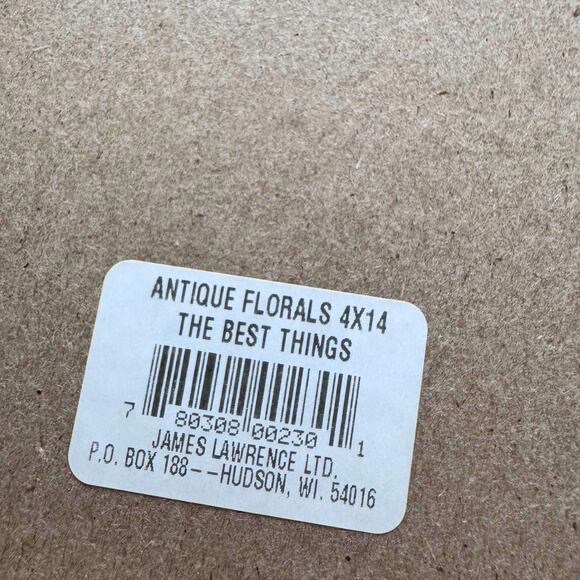 ANTIQUE FLORALS 4X14
THE BEST THINGS
7 80308 00230 1
JAMES LAWRENCE LTD.
P.O. BOX 188--HUDSON, WI. 54016